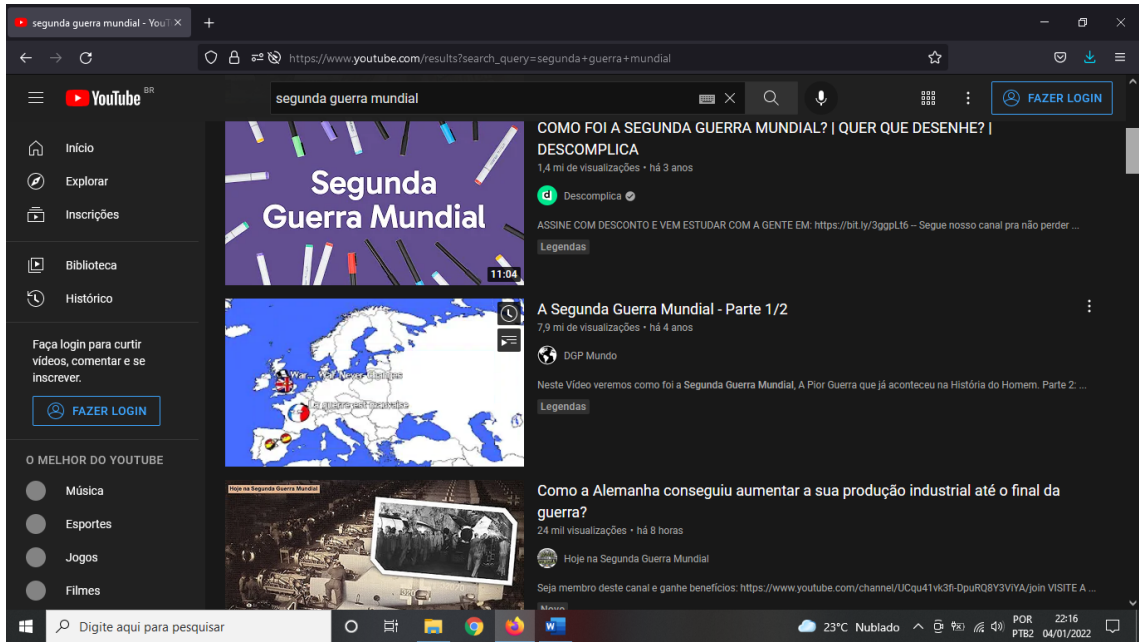 segunda guerra mundial - YouT
https://www.youtube.com/results?search_query=segunda+guerra+mundial
YouTube BR
segunda guerra mundial
FAZER LOGIN
Início
Explorar
Inscrições
Biblioteca
Histórico
Faça login para curtir
vídeos, comentar e se
inscrever.
FAZER LOGIN
O MELHOR DO YOUTUBE
Música
Esportes
Jogos
Filmes
Segunda
Guerra Mundial
11:04
COMO FOI A SEGUNDA GUERRA MUNDIAL? | QUER QUE DESENHE? |
DESCOMPLICA
1,4 mi de visualizações • há 3 anos
d Descomplica
ASSINE COM DESCONTO E VEM ESTUDAR COM A GENTE EM: https://bit.ly/3ggpLt6 – Segue nosso canal pra não perder ...
Legendas
War... War Never Changes
La guerre est
A Segunda Guerra Mundial - Parte 1/2
7,9 mi de visualizações • há 4 anos
DGP Mundo
Neste Vídeo veremos como foi a Segunda Guerra Mundial, A Pior Guerra que já aconteceu na História do Homem. Parte 2: ...
Legendas
Hoje na Segunda Guerra Mundial
Como a Alemanha conseguiu aumentar a sua produção industrial até o final da
guerra?
24 mil visualizações • há 8 horas
Hoje na Segunda Guerra Mundial
Seja membro deste canal e ganhe benefícios: https://www.youtube.com/channel/UCqu41vk3fi-DpuRQ8Y3ViYA/join VISITE A ...
Novo
Digite aqui para pesquisar
W
23°C Nublado
POR
PTB2
22:16
04/01/2022